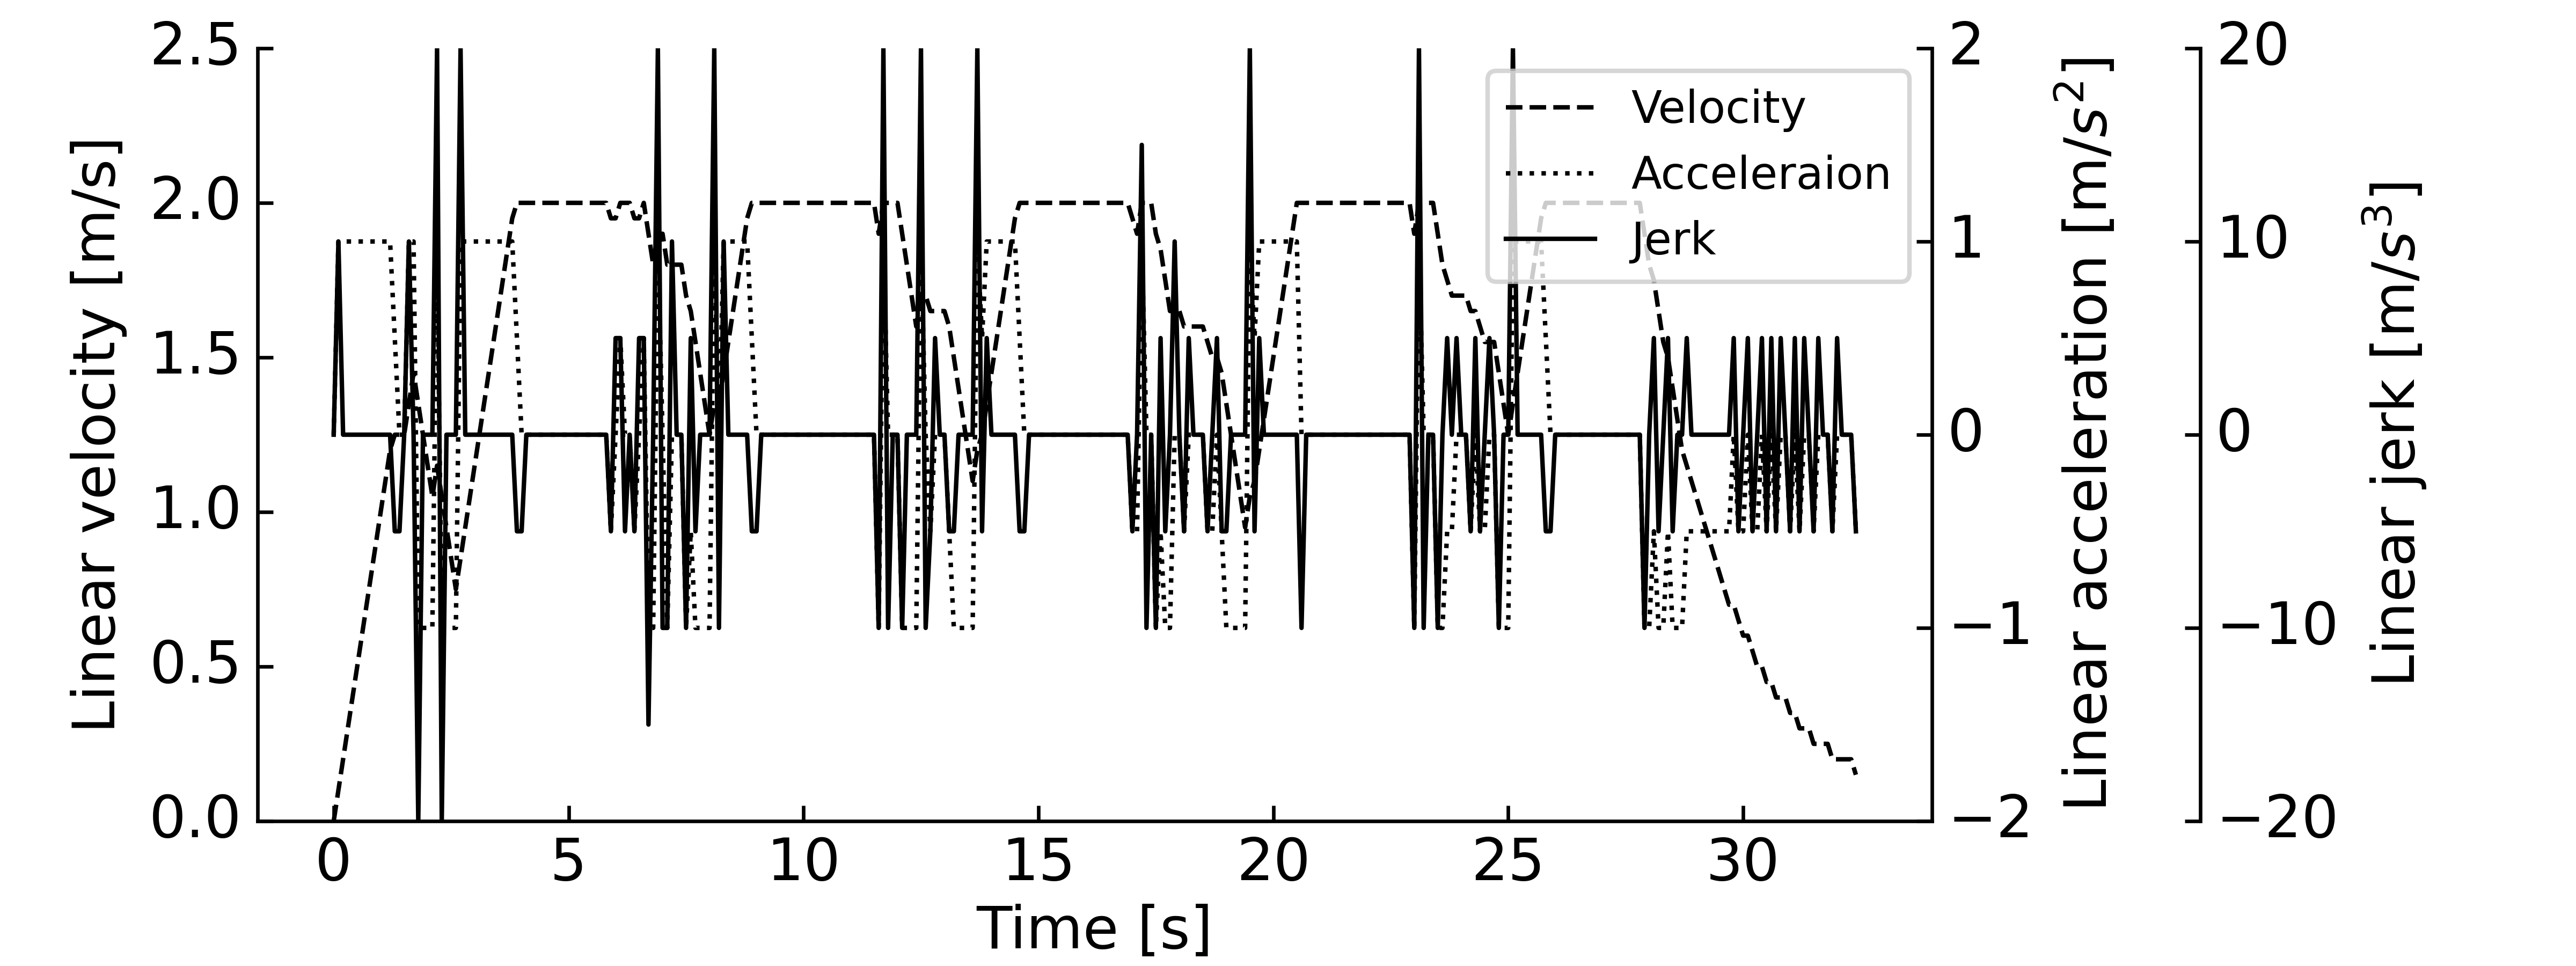 Linear velocity [m/s]
2.5
2.0
1.5
1.0
0.5
0.0
0 5 10 15 20 25 30
Time [s]
Velocity
Acceleraion
Jerk
2
1
0
−1
−2
Linear acceleration [m/s²]
20
10
0
−10
−20
Linear jerk [m/s³]